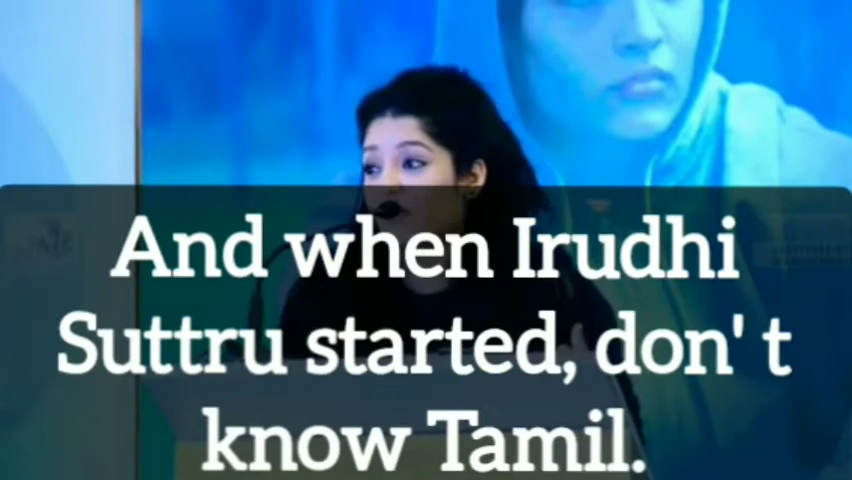 And when Irudhi
Suttru started, don' t
know Tamil.